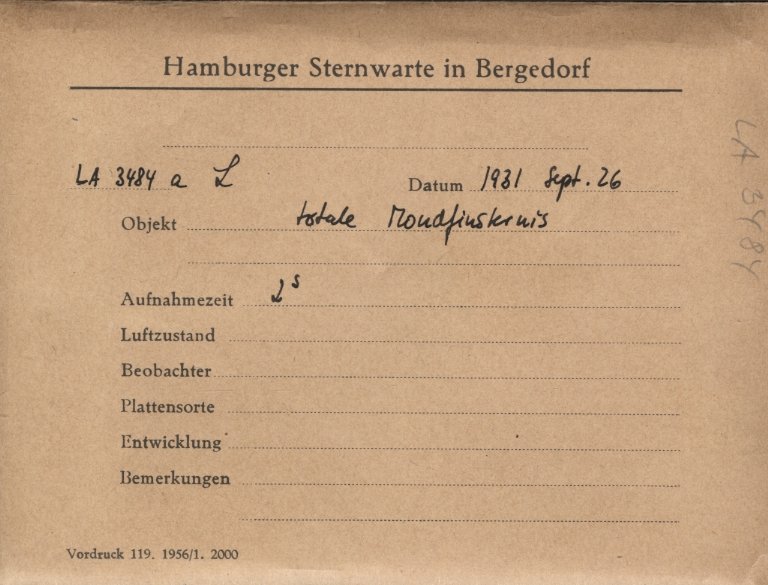 Hamburger Sternwarte in Bergedorf
LA 3484 a L Datum 1931 Sept. 26
Objekt totale Mondfinsternis
Aufnahmezeit 2s
Luftzustand
Beobachter
Plattensorte
Entwicklung
Bemerkungen
Vordruck 119. 1956/1. 2000
LA 3484